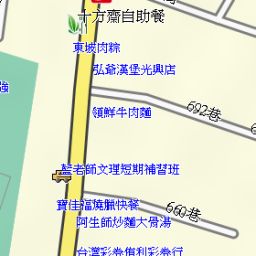 十方齋自助餐
東坡肉粽
弘爺漢堡光興店
692巷
領鮮牛肉麵
藍老師文理短期補習班
寶佳福燒臘快餐
660巷
阿生師炒麵大骨湯
台灣彩券侑利彩券行